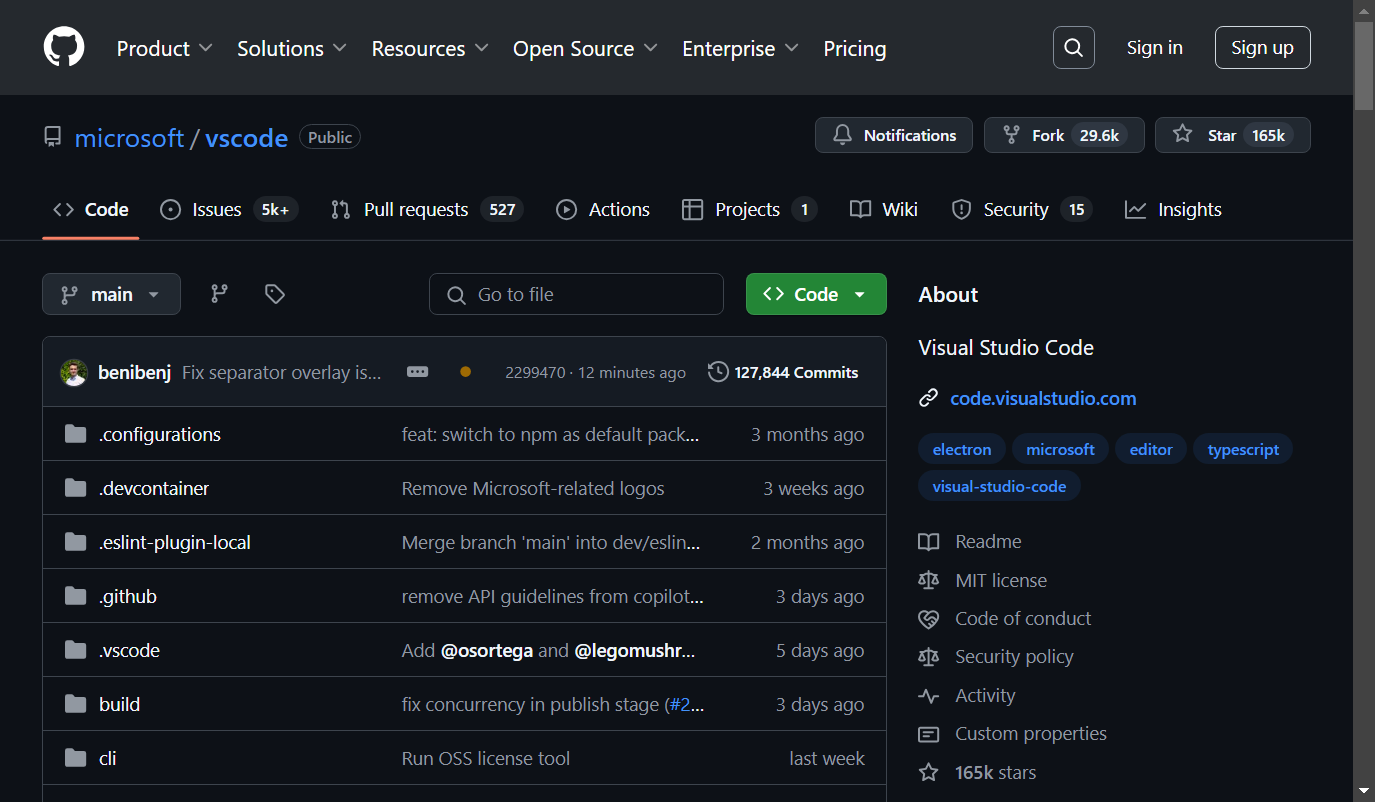 Product Solutions Resources Open Source Enterprise Pricing Sign in Sign up
microsoft / vscode Public Notifications Fork 29.6k Star 165k
Code Issues 5k+ Pull requests 527 Actions Projects 1 Wiki Security 15 Insights
main Go to file Code
benibenj Fix separator overlay is... 2299470 · 12 minutes ago 127,844 Commits
.configurations feat: switch to npm as default pack... 3 months ago
.devcontainer Remove Microsoft-related logos 3 weeks ago
.eslint-plugin-local Merge branch 'main' into dev/eslin... 2 months ago
.github remove API guidelines from copilot... 3 days ago
.vscode Add @osortega and @legomushr... 5 days ago
build fix concurrency in publish stage (#2... 3 days ago
cli Run OSS license tool last week
About
Visual Studio Code
code.visualstudio.com
electron microsoft editor typescript
visual-studio-code
Readme
MIT license
Code of conduct
Security policy
Activity
Custom properties
165k stars